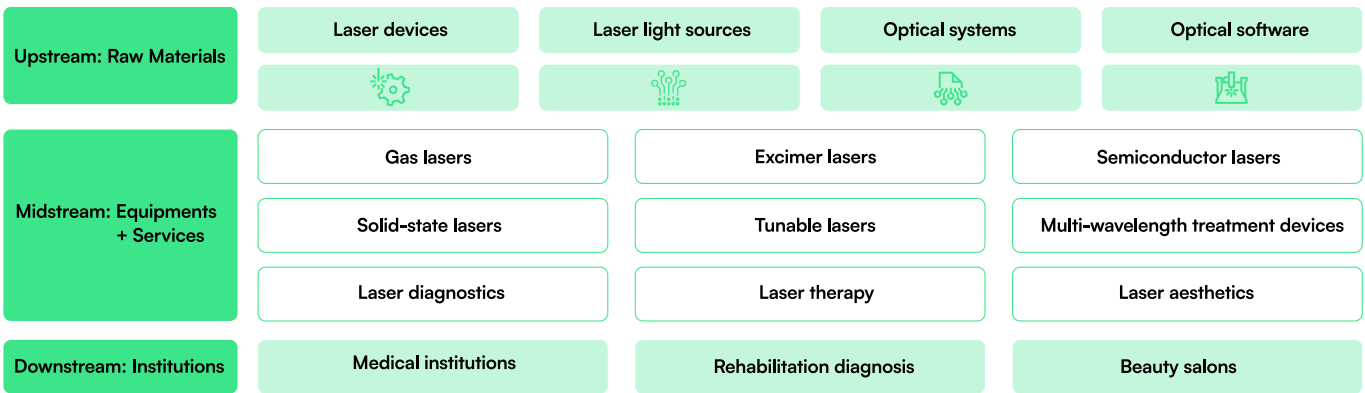 Upstream: Raw Materials
Laser devices
Laser light sources
Optical systems
Optical software
Midstream: Equipments
+ Services
Gas lasers
Excimer lasers
Semiconductor lasers
Solid-state lasers
Tunable lasers
Multi-wavelength treatment devices
Laser diagnostics
Laser therapy
Laser aesthetics
Downstream: Institutions
Medical institutions
Rehabilitation diagnosis
Beauty salons